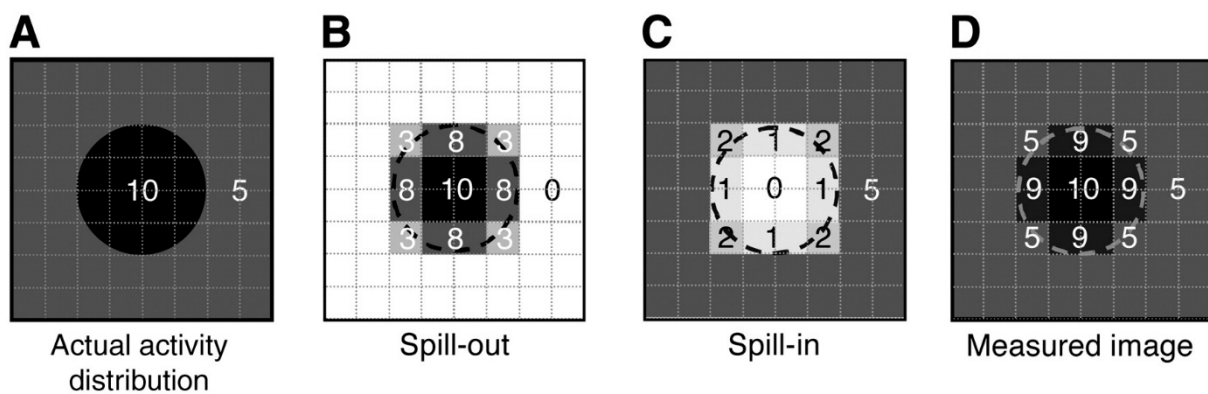 A
B
C
D
3 8 3
2 1 2
5 9 5
10 5
8 10 8 0
1 0 1 5
9 10 9 5
3 8 3
2 1 2
5 9 5
Actual activity
distribution
Spill-out
Spill-in
Measured image